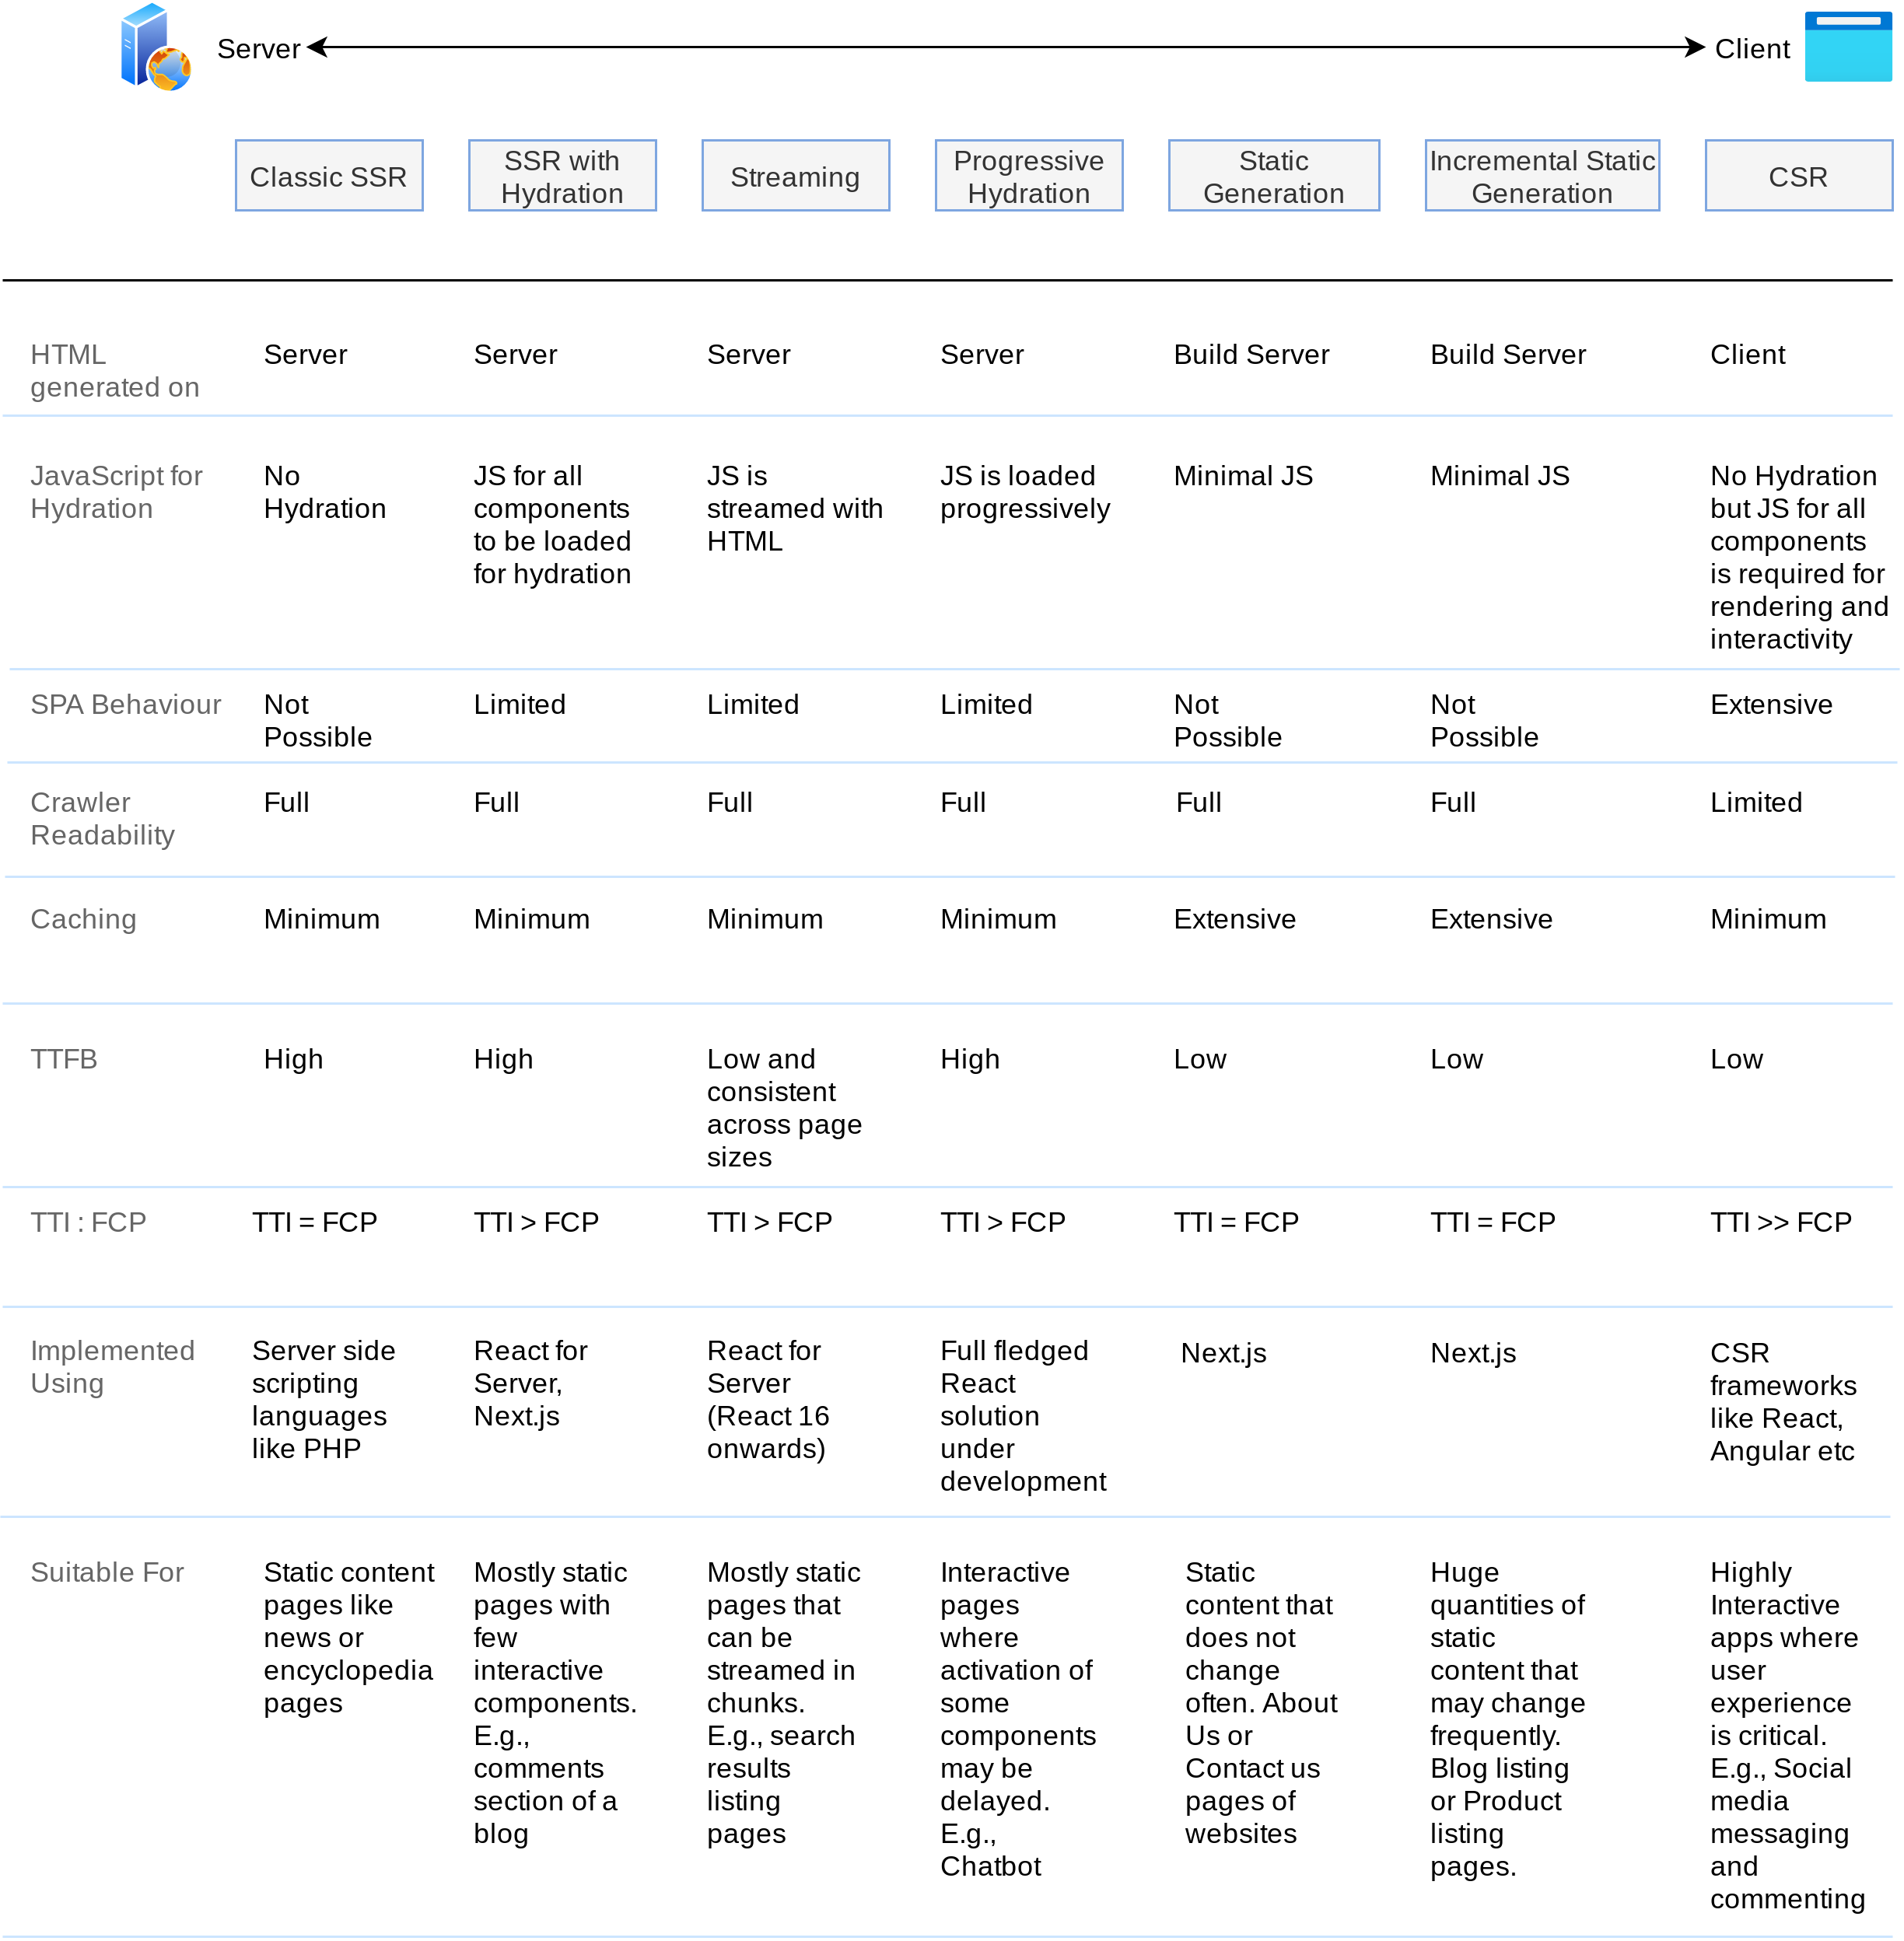 Server
Client
Classic SSR
SSR with
Hydration
Streaming
Progressive
Hydration
Static
Generation
Incremental Static
Generation
CSR
HTML
generated on
Server
Server
Server
Server
Build Server
Build Server
Client
JavaScript for
Hydration
No
Hydration
JS for all
components
to be loaded
for hydration
JS is
streamed with
HTML
JS is loaded
progressively
Minimal JS
Minimal JS
No Hydration
but JS for all
components
is required for
rendering and
interactivity
SPA Behaviour
Not
Possible
Limited
Limited
Limited
Not
Possible
Not
Possible
Extensive
Crawler
Readability
Full
Full
Full
Full
Full
Full
Limited
Caching
Minimum
Minimum
Minimum
Minimum
Extensive
Extensive
Minimum
TTFB
High
High
Low and
consistent
across page
sizes
High
Low
Low
Low
TTI : FCP
TTI = FCP
TTI > FCP
TTI > FCP
TTI > FCP
TTI = FCP
TTI = FCP
TTI >> FCP
Implemented
Using
Server side
scripting
languages
like PHP
React for
Server,
Next.js
React for
Server
(React 16
onwards)
Full fledged
React
solution
under
development
Next.js
Next.js
CSR
frameworks
like React,
Angular etc
Suitable For
Static content
pages like
news or
encyclopedia
pages
Mostly static
pages with
few
interactive
components.
E.g.,
comments
section of a
blog
Mostly static
pages that
can be
streamed in
chunks.
E.g., search
results
listing
pages
Interactive
pages
where
activation of
some
components
may be
delayed.
E.g.,
Chatbot
Static
content that
does not
change
often. About
Us or
Contact us
pages of
websites
Huge
quantities of
static
content that
may change
frequently.
Blog listing
or Product
listing
pages.
Highly
Interactive
apps where
user
experience
is critical.
E.g., Social
media
messaging
and
commenting